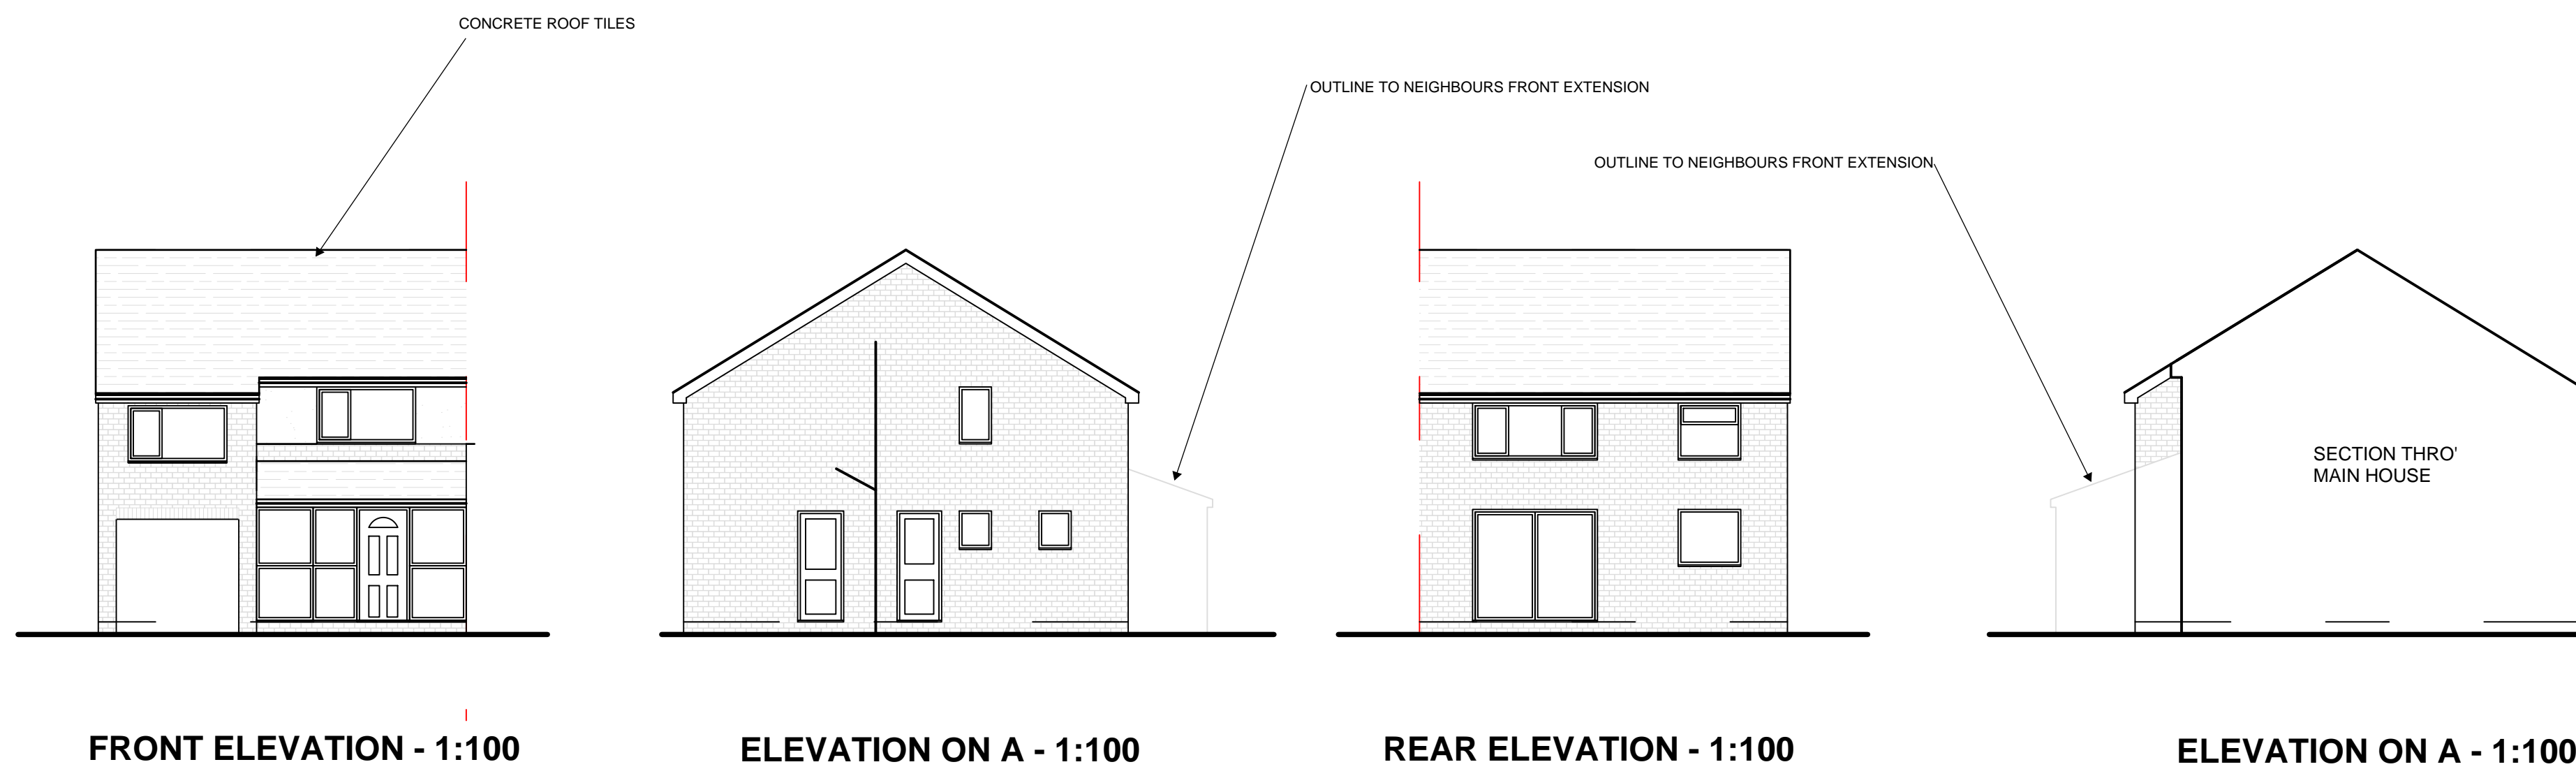 CONCRETE ROOF TILES
OUTLINE TO NEIGHBOURS FRONT EXTENSION
OUTLINE TO NEIGHBOURS FRONT EXTENSION
SECTION THRO'
MAIN HOUSE
FRONT ELEVATION - 1:100
ELEVATION ON A - 1:100
REAR ELEVATION - 1:100
ELEVATION ON A - 1:100